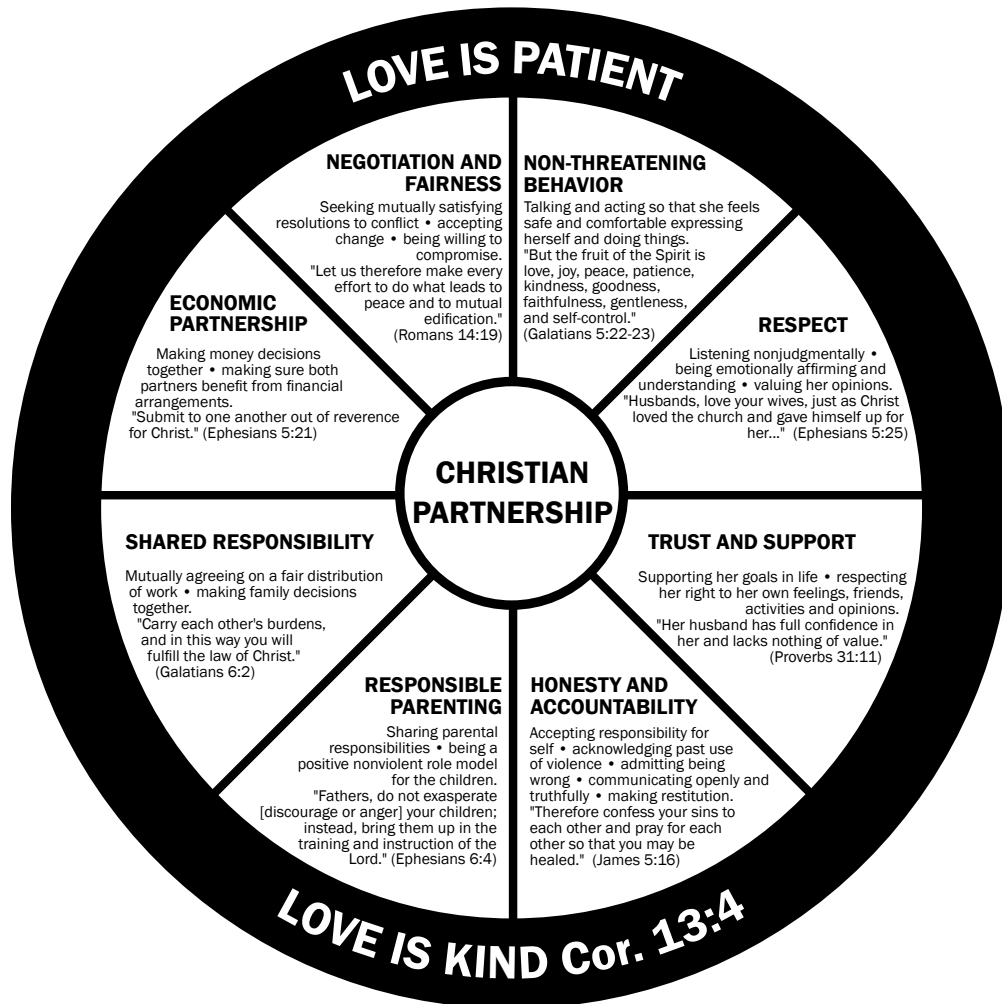 LOVE IS PATIENT
NEGOTIATION AND
FAIRNESS
Seeking mutually satisfying
resolutions to conflict • accepting
change • being willing to
compromise.
"Let us therefore make every
effort to do what leads to
peace and to mutual
edification."
(Romans 14:19)
NON-THREATENING
BEHAVIOR
Talking and acting so that she feels
safe and comfortable expressing
herself and doing things.
"But the fruit of the Spirit is
love, joy, peace, patience,
kindness, goodness,
faithfulness, gentleness,
and self-control."
(Galatians 5:22-23)
ECONOMIC
PARTNERSHIP
Making money decisions
together • making sure both
partners benefit from financial
arrangements.
"Submit to one another out of reverence
for Christ." (Ephesians 5:21)
RESPECT
Listening nonjudgmentally •
being emotionally affirming and
understanding • valuing her opinions.
"Husbands, love your wives, just as Christ
loved the church and gave himself up for
her..." (Ephesians 5:25)
CHRISTIAN
PARTNERSHIP
SHARED RESPONSIBILITY
Mutually agreeing on a fair distribution
of work • making family decisions
together.
"Carry each other's burdens,
and in this way you will
fulfill the law of Christ."
(Galatians 6:2)
TRUST AND SUPPORT
Supporting her goals in life • respecting
her right to her own feelings, friends,
activities and opinions.
"Her husband has full confidence in
her and lacks nothing of value."
(Proverbs 31:11)
RESPONSIBLE
PARENTING
Sharing parental
responsibilities • being a
positive nonviolent role model
for the children.
"Fathers, do not exasperate
[discourage or anger] your children;
instead, bring them up in the
training and instruction of the
Lord." (Ephesians 6:4)
HONESTY AND
ACCOUNTABILITY
Accepting responsibility for
self • acknowledging past use
of violence • admitting being
wrong • communicating openly and
truthfully • making restitution.
"Therefore confess your sins to
each other and pray for each
other so that you may be
healed." (James 5:16)
LOVE IS KIND Cor. 13:4